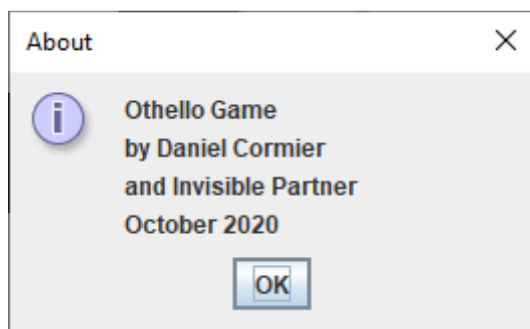 About
Othello Game
by Daniel Cormier
and Invisible Partner
October 2020
OK